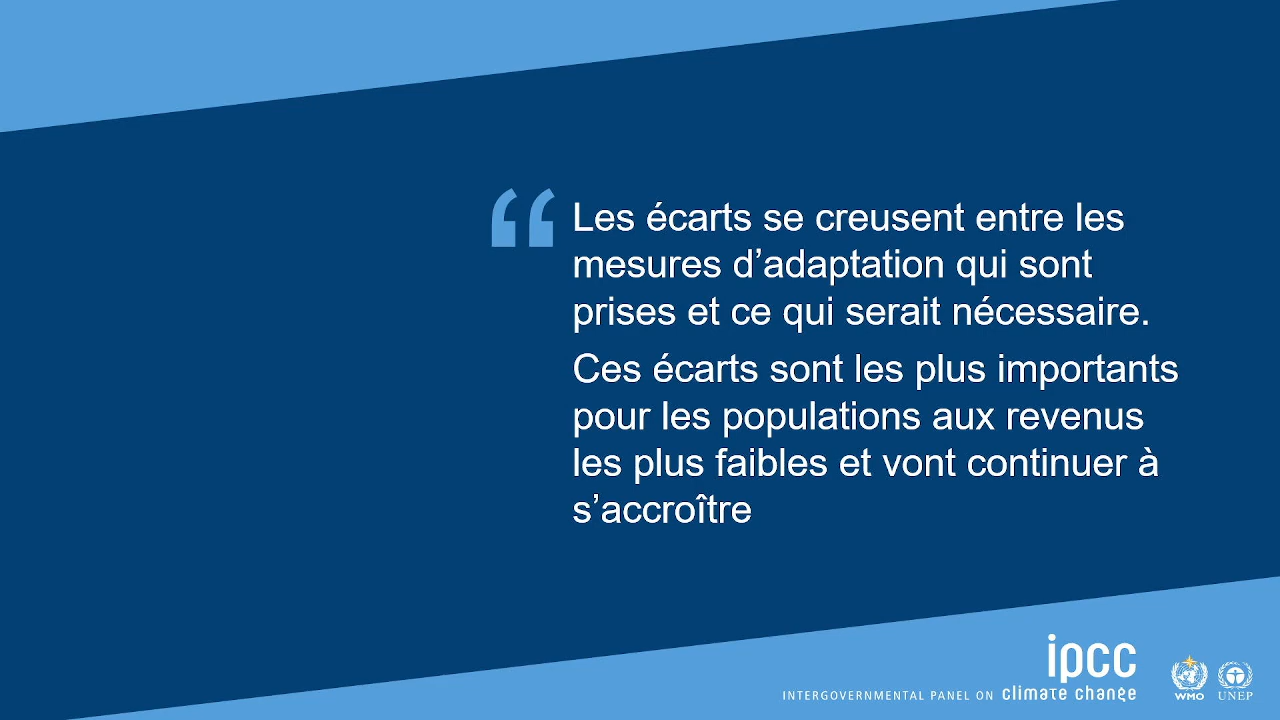 “ Les écarts se creusent entre les
mesures d’adaptation qui sont
prises et ce qui serait nécessaire.
Ces écarts sont les plus importants
pour les populations aux revenus
les plus faibles et vont continuer à
s’accroître
ipcc
INTERGOVERNMENTAL PANEL ON climate change
WMO
UNEP